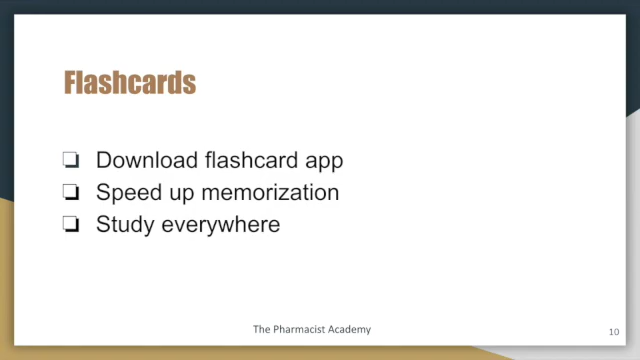 Flashcards
❏ Download flashcard app
❏ Speed up memorization
❏ Study everywhere
The Pharmacist Academy
10